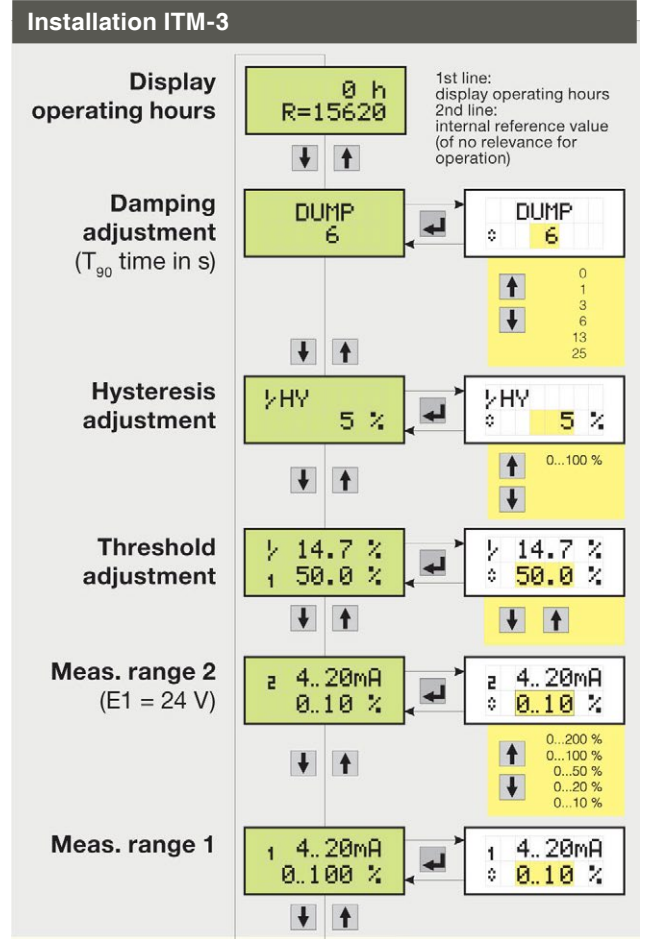 Installation ITM-3
Display
operating hours
0 h
R=15620
1st line:
display operating hours
2nd line:
internal reference value
(of no relevance for
operation)
Damping
adjustment
(T90 time in s)
DUMP
6
DUMP
6
0
1
3
6
13
25
Hysteresis
adjustment
HY
5 %
HY
5 %
0...100 %
Threshold
adjustment
14.7 %
1 50.0 %
14.7 %
50.0 %
Meas. range 2
(E1 = 24 V)
2 4..20mA
0..10 %
2 4..20mA
0..10 %
0...200 %
0...100 %
0...50 %
0...20 %
0...10 %
Meas. range 1
1 4..20mA
0..100 %
1 4..20mA
0..10 %